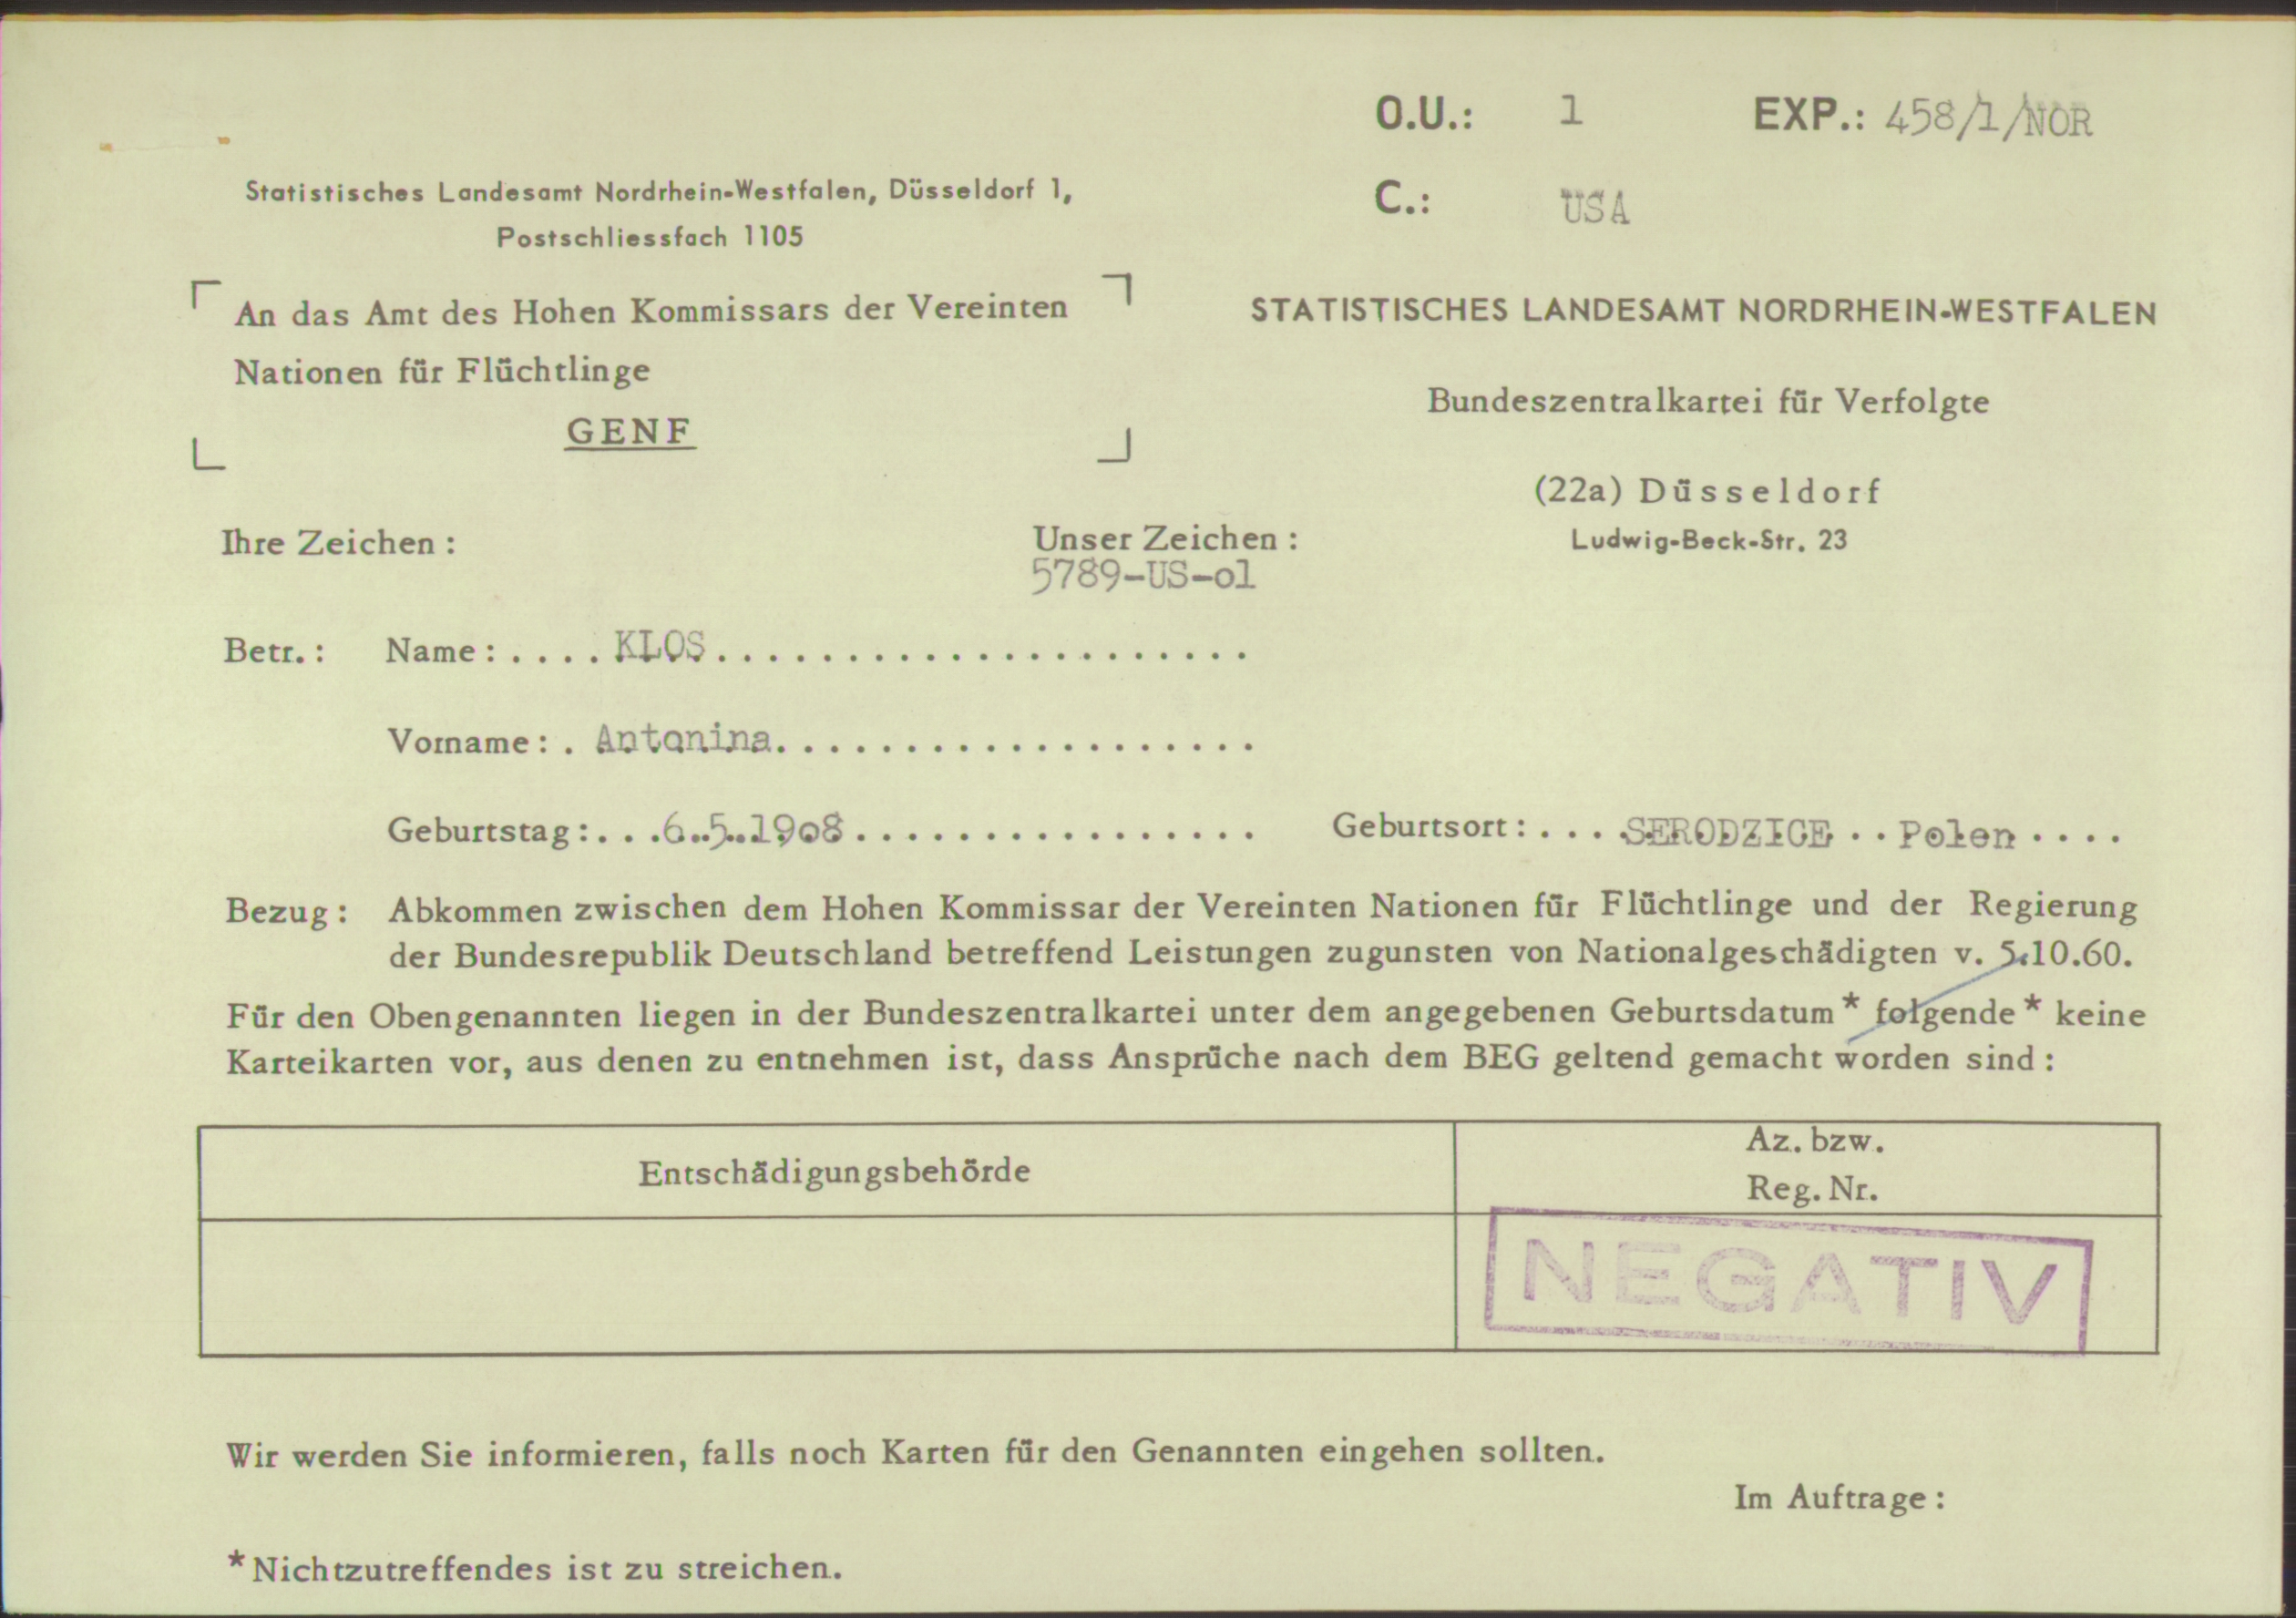 O.U.: 1 EXP.: 458/1/NOR
Statistisches Landesamt Nordrhein-Westfalen, Düsseldorf 1,
Postschliessfach 1105
C.: USA
An das Amt des Hohen Kommissars der Vereinten
Nationen für Flüchtlinge
GENF
STATISTISCHES LANDESAMT NORDRHEIN-WESTFALEN
Bundeszentralkartei für Verfolgte
(22a) Düsseldorf
Ludwig-Beck-Str. 23
Ihre Zeichen :
Unser Zeichen :
5789-US-ol
Betr. : Name : .... KLOS.....................
Vorname : . Antonina...................
Geburtstag :. . .6..5..1908................ Geburtsort : ... .SERODZICE .. Polen ....
Bezug : Abkommen zwischen dem Hohen Kommissar der Vereinten Nationen für Flüchtlinge und der Regierung
der Bundesrepublik Deutschland betreffend Leistungen zugunsten von Nationalgeschädigten v. 5.10.60.
Für den Obengenannten liegen in der Bundeszentralkartei unter dem angegebenen Geburtsdatum * folgende * keine
Karteikarten vor, aus denen zu entnehmen ist, dass Ansprüche nach dem BEG geltend gemacht worden sind :
Entschädigungsbehörde
Az. bzw.
Reg. Nr.
NEGATIV
Wir werden Sie informieren, falls noch Karten für den Genannten eingehen sollten.
Im Auftrage :
* Nichtzutreffendes ist zu streichen.